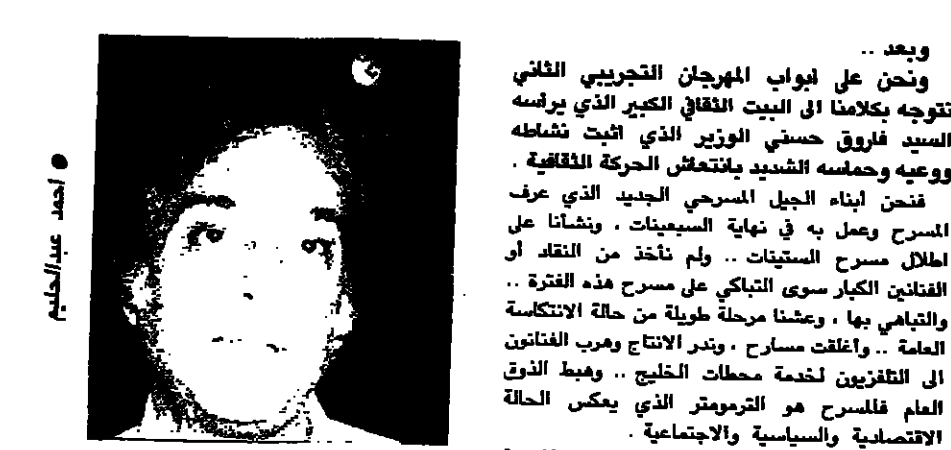 وبعد ..
ونحن على ابواب المهرجان التجريبي الثاني
نتوجه بكلامنا الى البيت الثقافي الكبير الذي يرأسه
السيد فاروق حسني الوزير الذي اثبت نشاطه
ووعيه وحماسه الشديد بانتعاش الحركة الثقافية .
فنحن أبناء الجيل المسرحي الجديد الذي عرف
المسرح وعمل به في نهاية السبعينات ، ونشأنا على
اطلال مسرح الستينات .. ولم نأخذ من النقاد أو
الفنانين الكبار سوى التباكي على مسرح هذه الفترة ..
والتباهي بها ، وعشنا مرحلة طويلة من حالة الانتكاسة
العامة .. وأغلقت مسارح ، وندر الانتاج وهرب الفنانون
الى التلفزيون لخدمة محطات الخليج .. وهبط الذوق
العام فالمسرح هو الترمومتر الذي يعكس الحالة
الاقتصادية والسياسية والاجتماعية .
● احمد عبدالحليم